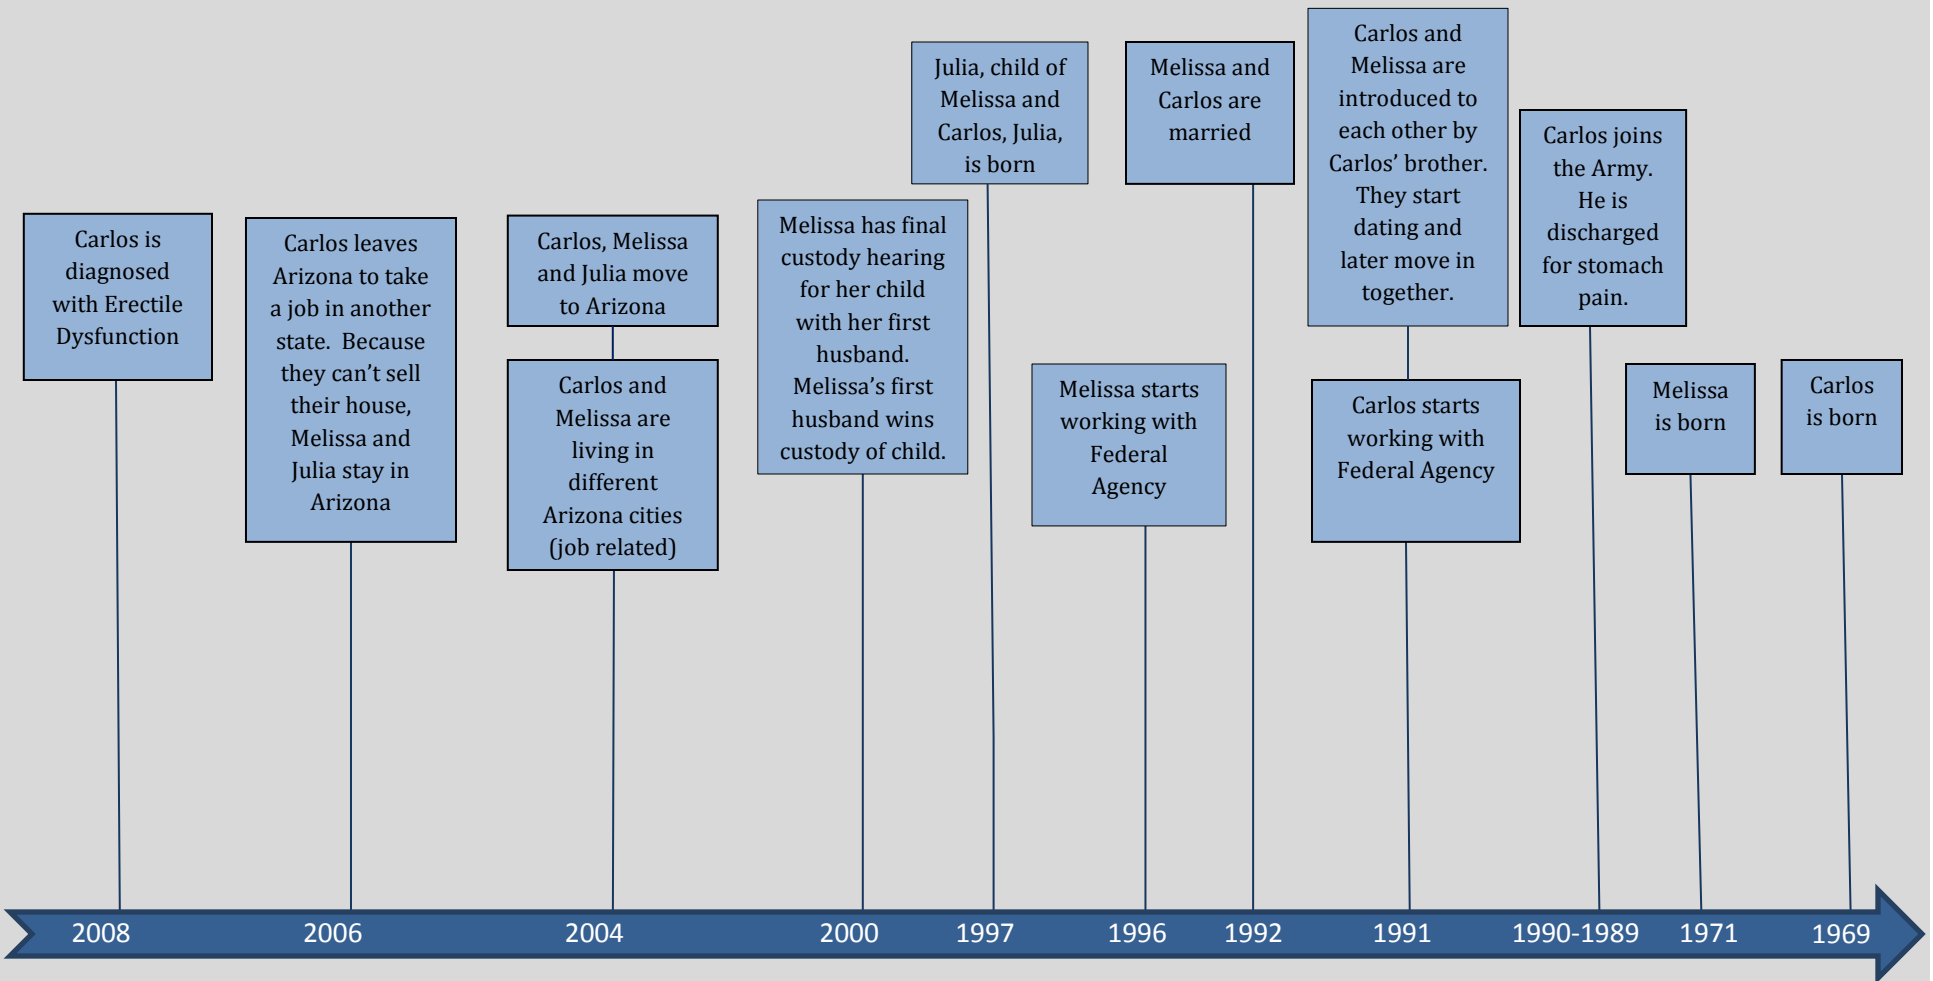 Carlos is
diagnosed
with Erectile
Dysfunction
Carlos leaves
Arizona to take
a job in another
state.  Because
they can’t sell
their house,
Melissa and
Julia stay in
Arizona
Carlos, Melissa
and Julia move
to Arizona
Carlos and
Melissa are
living in
different
Arizona cities
(job related)
Melissa has final
custody hearing
for her child
with her first
husband.
Melissa’s first
husband wins
custody of child.
Julia, child of
Melissa and
Carlos, Julia,
is born
Melissa starts
working with
Federal
Agency
Melissa and
Carlos are
married
Carlos and
Melissa are
introduced to
each other by
Carlos’ brother.
They start
dating and
later move in
together.
Carlos starts
working with
Federal Agency
Carlos joins
the Army.
He is
discharged
for stomach
pain.
Melissa
is born
Carlos
is born
2008
2006
2004
2000
1997
1996
1992
1991
1990-1989
1971
1969